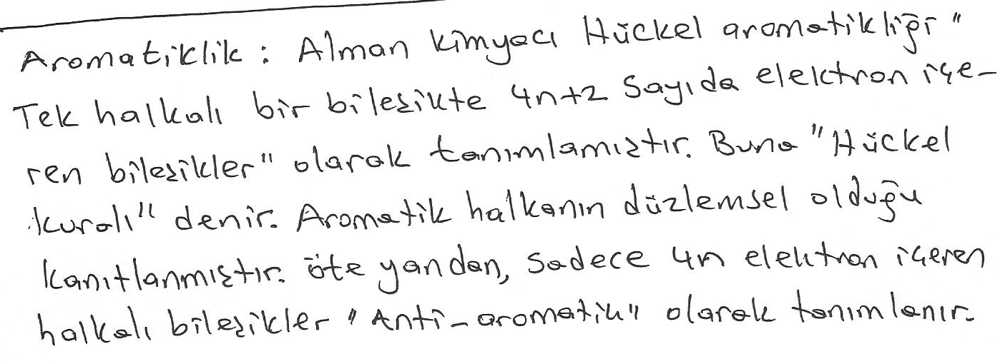 Aromatiklik : Alman kimyacı Hückel aromatikliği "
Tek halkalı bir bileşikte 4n+2 sayıda elektron içe-
ren bileşikler" olarak tanımlamıştır. Buna "Hückel
kuralı" denir. Aromatik halkanın düzlemsel olduğu
kanıtlanmıştır. öte yandan, sadece 4n elektron içeren
halkalı bileşikler "Anti-aromatik" olarak tanımlanır.